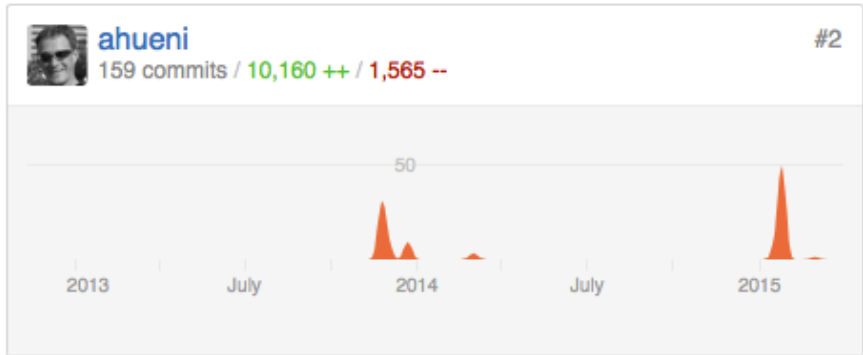 ahueni
#2
159 commits / 10,160 ++ / 1,565 --
50
2013 July 2014 July 2015